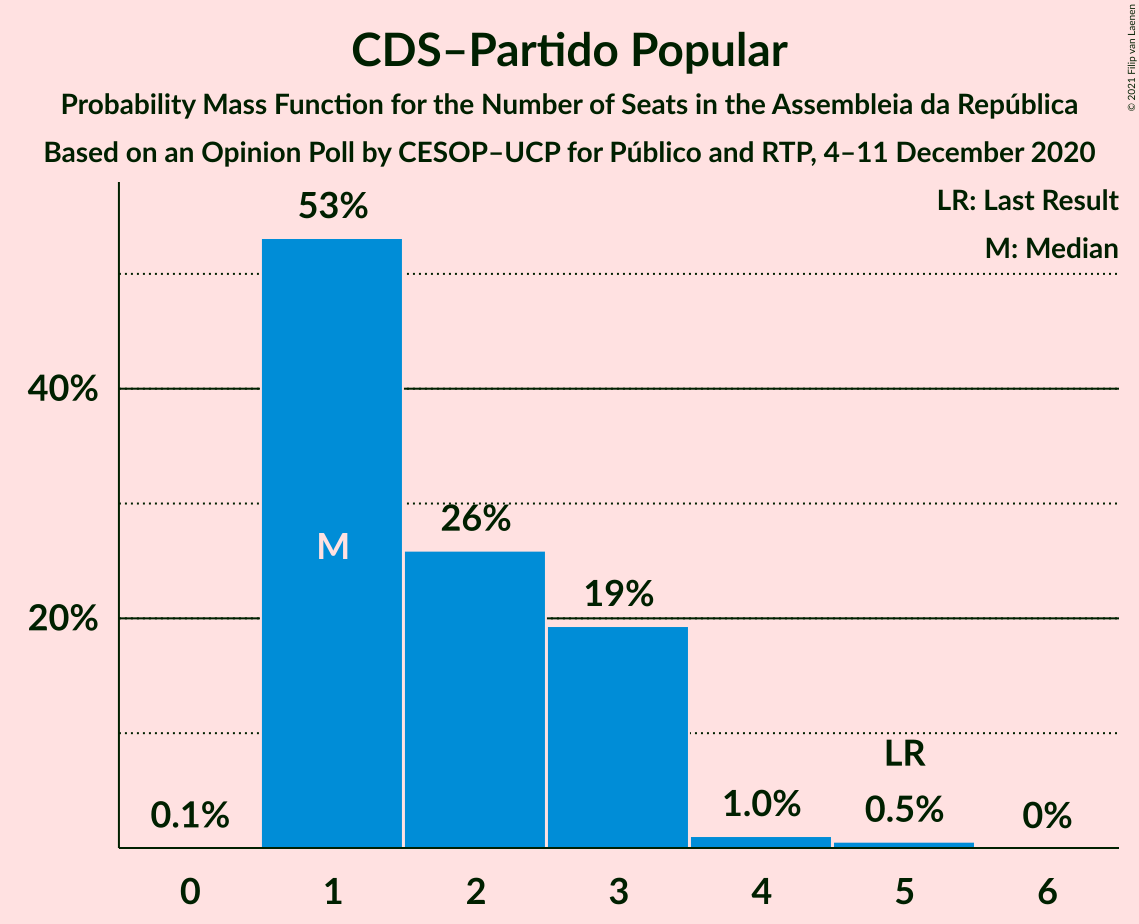 CDS–Partido Popular
Probability Mass Function for the Number of Seats in the Assembleia da República
Based on an Opinion Poll by CESOP–UCP for Público and RTP, 4–11 December 2020
© 2021 Filip van Laenen
LR: Last Result
M: Median
53%
40%
26%
M
19%
20%
LR
0.1%
1.0%
0.5%
0%
0 1 2 3 4 5 6